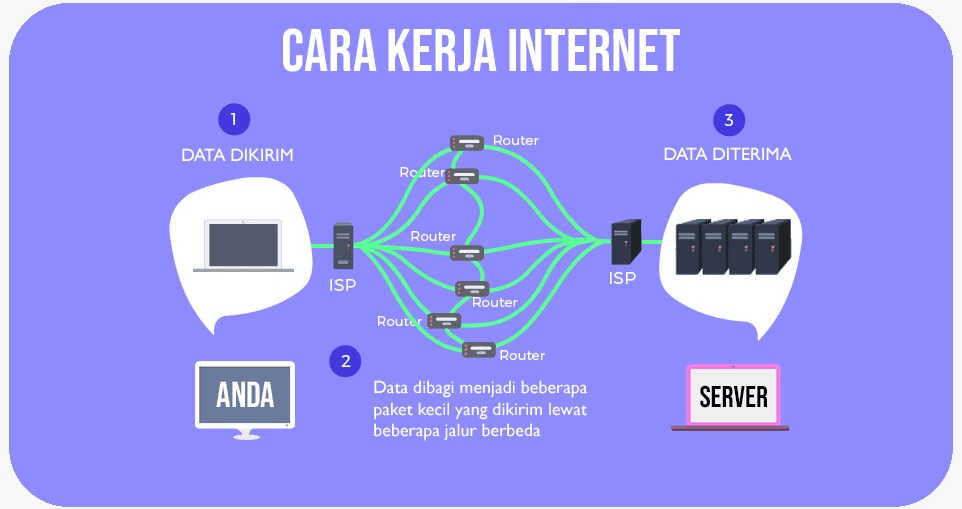 CARA KERJA INTERNET
1
DATA DIKIRIM
3
DATA DITERIMA
Router
Router
Router
Router
Router
Router
ISP
ISP
ANDA
2
Data dibagi menjadi beberapa
paket kecil yang dikirim lewat
beberapa jalur berbeda
SERVER